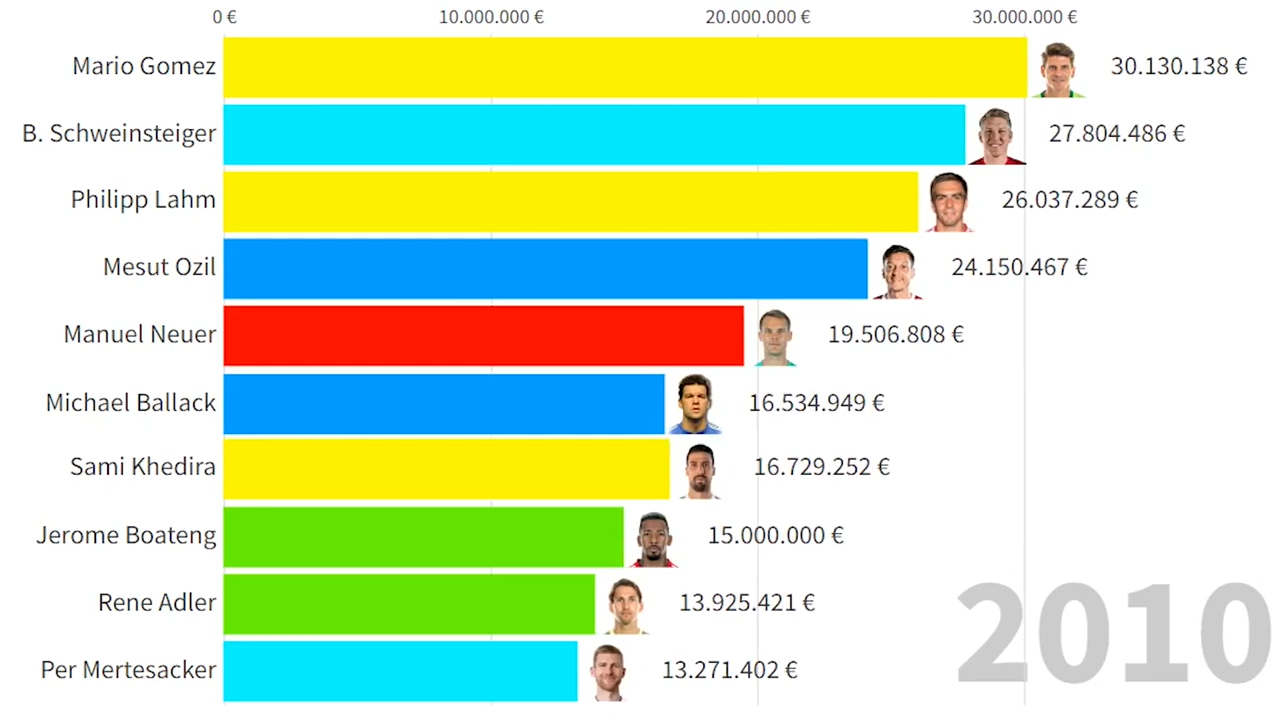 0 € 10.000.000 € 20.000.000 € 30.000.000 €
Mario Gomez 30.130.138 €
B. Schweinsteiger 27.804.486 €
Philipp Lahm 26.037.289 €
Mesut Ozil 24.150.467 €
Manuel Neuer 19.506.808 €
Michael Ballack 16.534.949 €
Sami Khedira 16.729.252 €
Jerome Boateng 15.000.000 €
Rene Adler 13.925.421 €
Per Mertesacker 13.271.402 €
2010